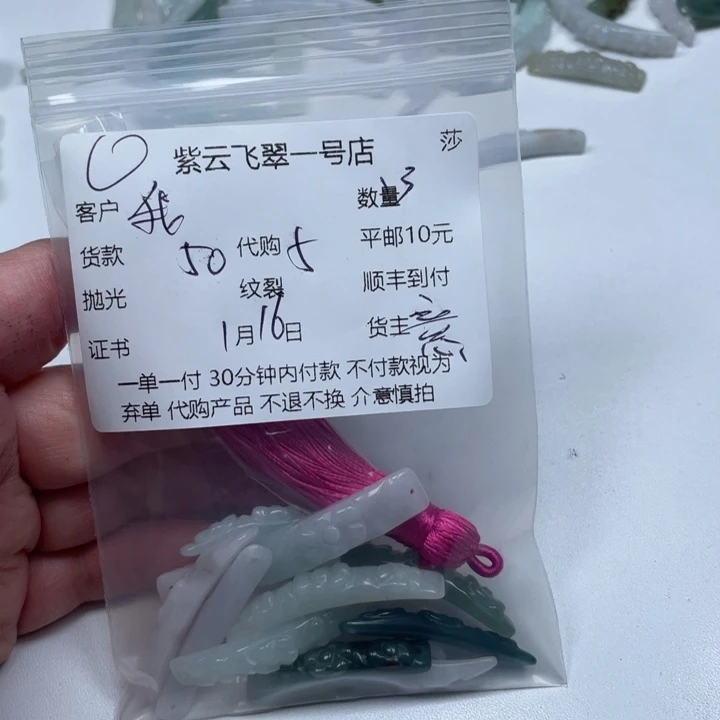 紫云飞翠一号店 莎
客户 数量
货款 50 代购 5 平邮10元
抛光 纹裂 顺丰到付
证书 1月16日 货主
一单一付 30分钟内付款 不付款视为
弃单 代购产品 不退不换 介意慎拍